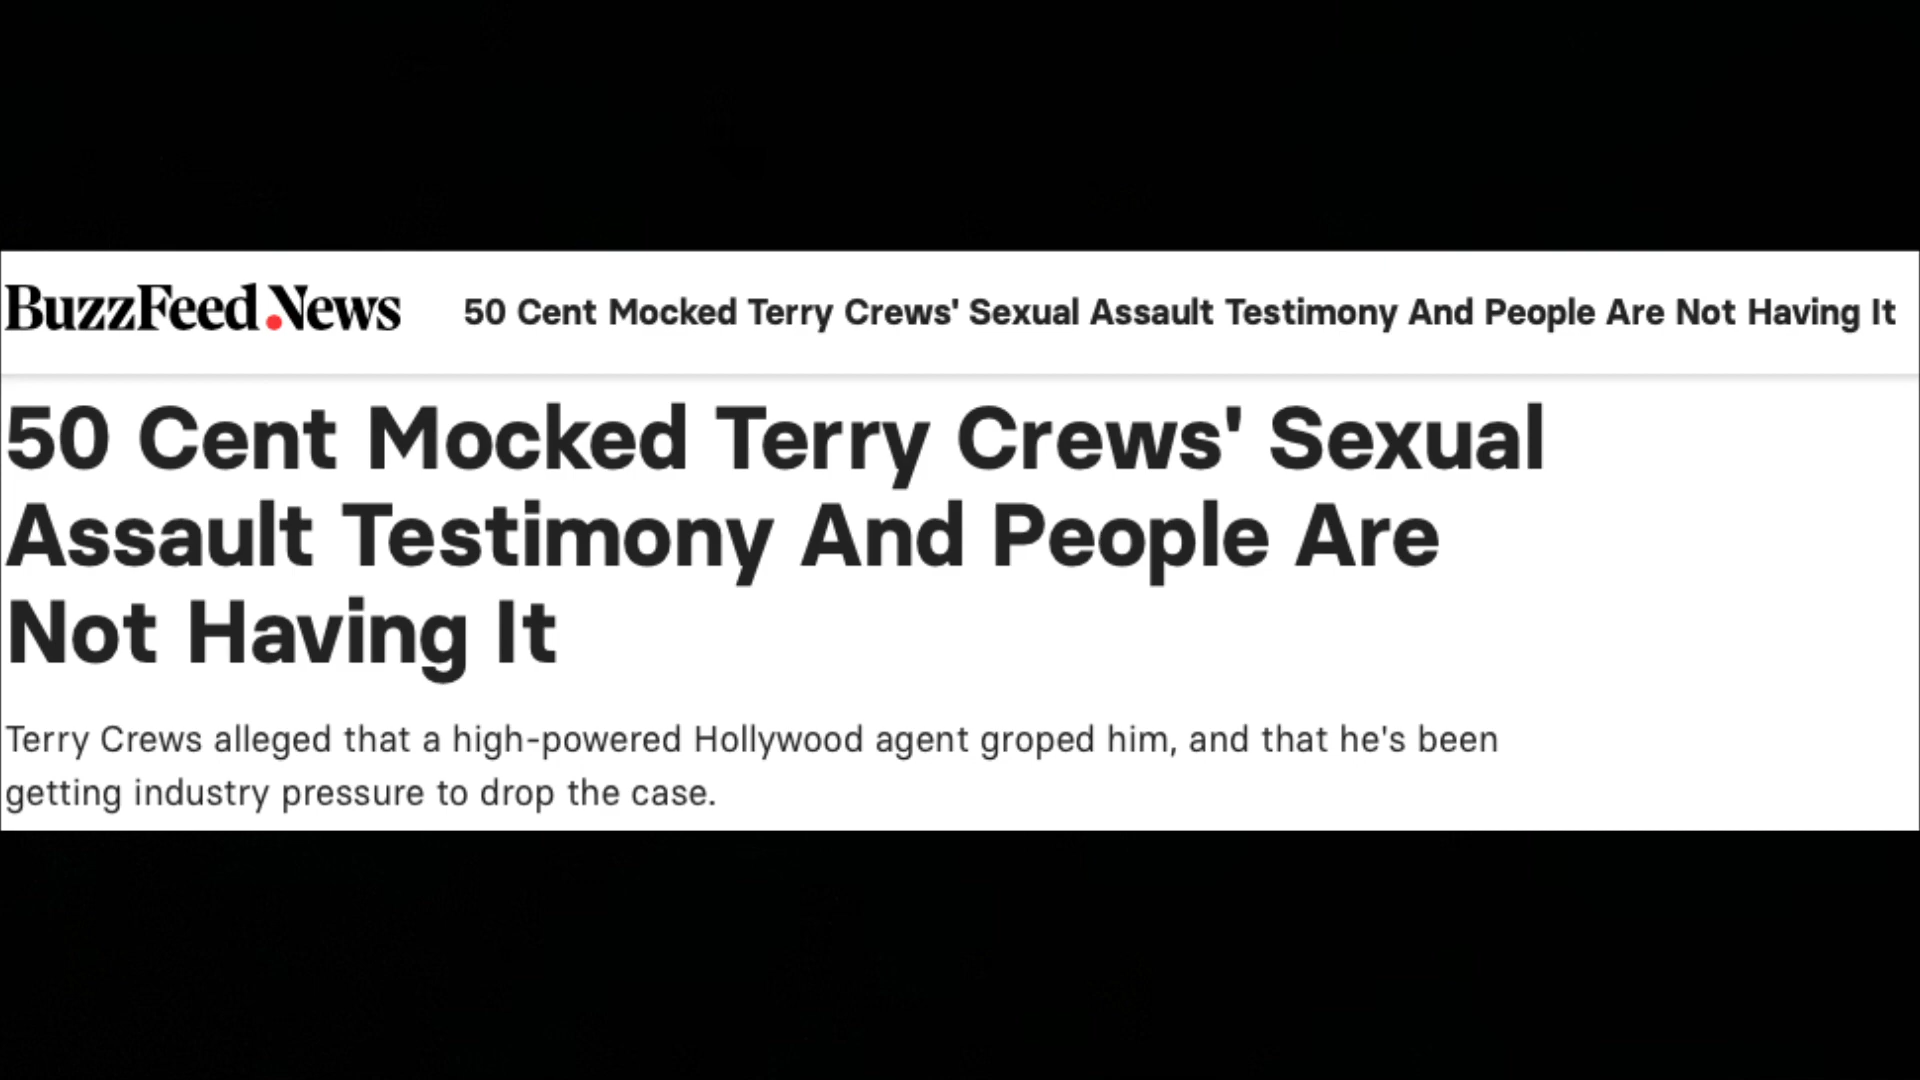 BuzzFeed News 50 Cent Mocked Terry Crews' Sexual Assault Testimony And People Are Not Having It
50 Cent Mocked Terry Crews' Sexual
Assault Testimony And People Are
Not Having It
Terry Crews alleged that a high-powered Hollywood agent groped him, and that he's been
getting industry pressure to drop the case.